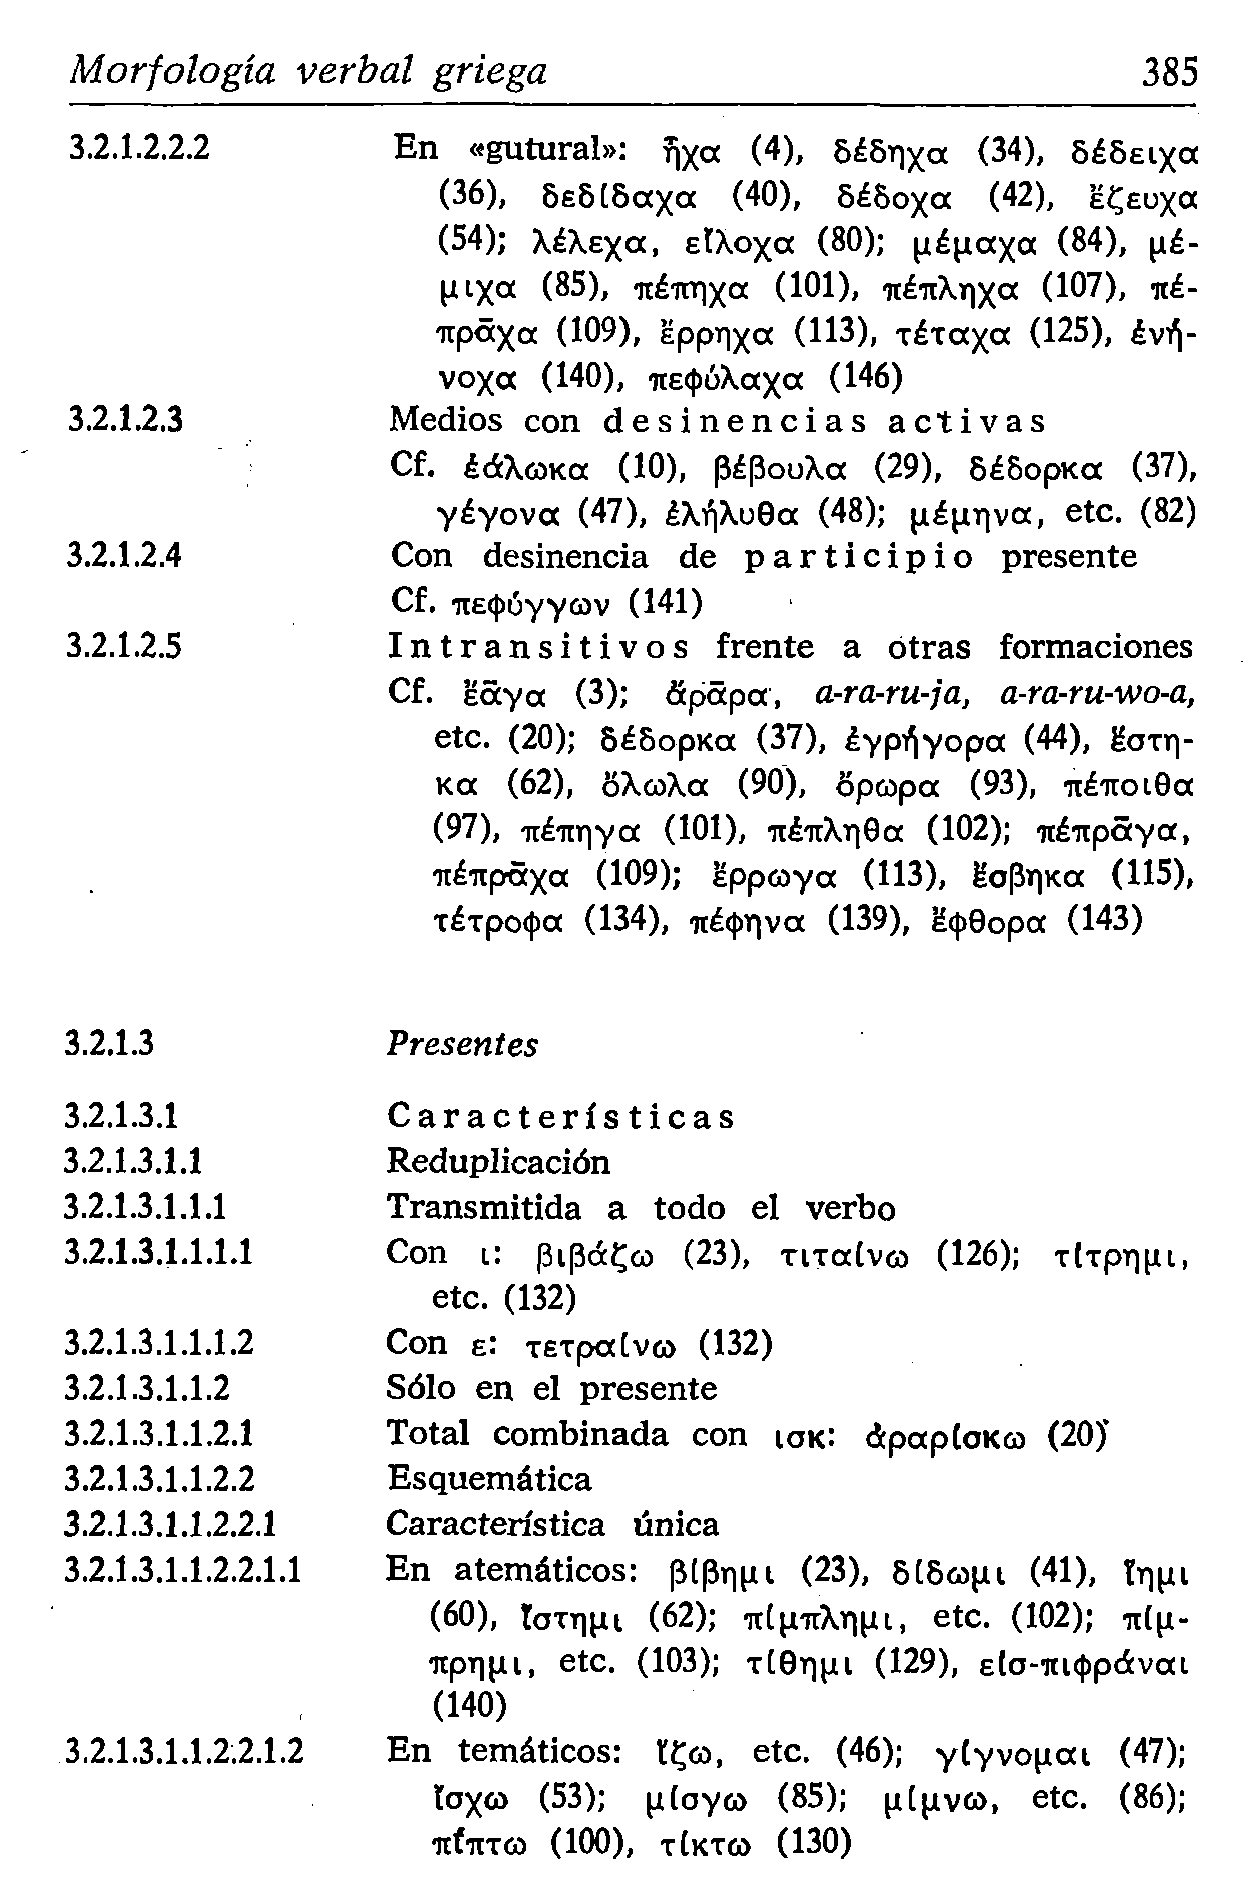 Morfología verbal griega 385
3.2.1.2.2.2 En «gutural»: ἦχα (4), δέδηχα (34), δέδειχα
(36), δεδίδαχα (40), δέδοχα (42), ἔζευχα
(54); λέλεχα, εἴλοχα (80); μέμαχα (84), μέ-
μιχα (85), πέπηχα (101), πέπληχα (107), πέ-
πρᾱχα (109), ἔρρηχα (113), τέταχα (125), ἐνή-
νοχα (140), πεφύλαχα (146)
3.2.1.2.3 Medios con desinencias activas
Cf. ἑάλωκα (10), βέβουλα (29), δέδορκα (37),
γέγονα (47), ἐλήλυθα (48); μέμηνα, etc. (82)
3.2.1.2.4 Con desinencia de participio presente
Cf. πεφύγγων (141)
3.2.1.2.5 Intransitivos frente a otras formaciones
Cf. ἔᾱγα (3); ἄρᾱρα, a-ra-ru-ja, a-ra-ru-wo-a,
etc. (20); δέδορκα (37), ἐγρήγορα (44), ἕστη-
κα (62), ὄλωλα (90), ὄρωρα (93), πέποιθα
(97), πέπηγα (101), πέπληθα (102); πέπρᾱγα,
πέπρᾱχα (109); ἔρρωγα (113), ἔσβηκα (115),
τέτροφα (134), πέφηνα (139), ἔφθορα (143)
3.2.1.3 Presentes
3.2.1.3.1 Características
3.2.1.3.1.1 Reduplicación
3.2.1.3.1.1.1 Transmitida a todo el verbo
3.2.1.3.1.1.1.1 Con ι: βιβάζω (23), τιταίνω (126); τίτρημι,
etc. (132)
3.2.1.3.1.1.1.2 Con ε: τετραίνω (132)
3.2.1.3.1.1.2 Sólo en el presente
3.2.1.3.1.1.2.1 Total combinada con ισκ: ἀραρίσκω (20)
3.2.1.3.1.1.2.2 Esquemática
3.2.1.3.1.1.2.2.1 Característica única
3.2.1.3.1.1.2.2.1.1 En atemáticos: βίβημι (23), δίδωμι (41), ἵημι
(60), ἵστημι (62); πίμπλημι, etc. (102); πίμ-
πρημι, etc. (103); τίθημι (129), εἰσ-πιφράναι
(140)
3.2.1.3.1.1.2.2.1.2 En temáticos: ἵζω, etc. (46); γίγνομαι (47);
ἴσχω (53); μίσγω (85); μίμνω, etc. (86);
πίπτω (100), τίκτω (130)